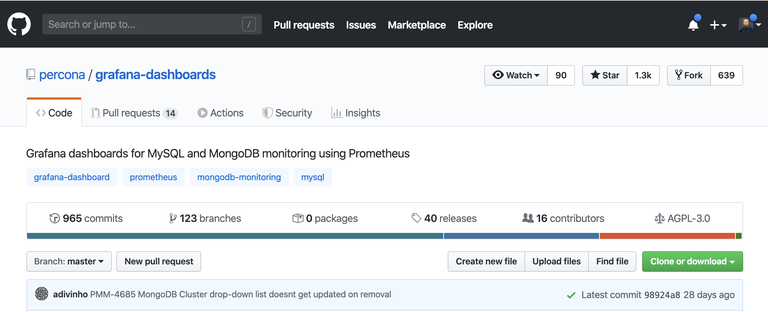 Search or jump to... / Pull requests Issues Marketplace Explore
percona / grafana-dashboards Watch 90 Star 1.3k Fork 639
Code Pull requests 14 Actions Security Insights
Grafana dashboards for MySQL and MongoDB monitoring using Prometheus
grafana-dashboard prometheus mongodb-monitoring mysql
965 commits 123 branches 0 packages 40 releases 16 contributors AGPL-3.0
Branch: master New pull request Create new file Upload files Find file Clone or download
adivinho PMM-4685 MongoDB Cluster drop-down list doesnt get updated on removal Latest commit 98924a8 28 days ago